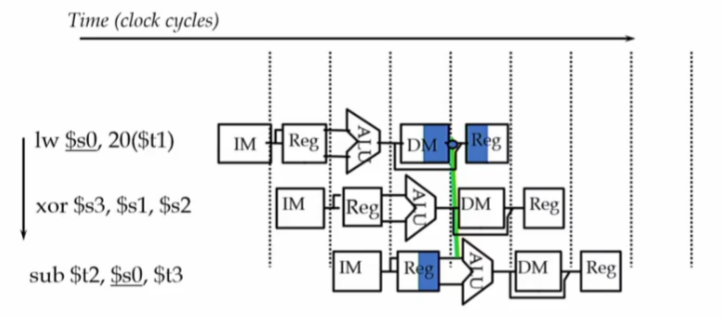 Time (clock cycles)
lw $s0, 20($t1)
IM Reg ALU DM Reg
xor $s3, $s1, $s2
IM Reg ALU DM Reg
sub $t2, $s0, $t3
IM Reg ALU DM Reg